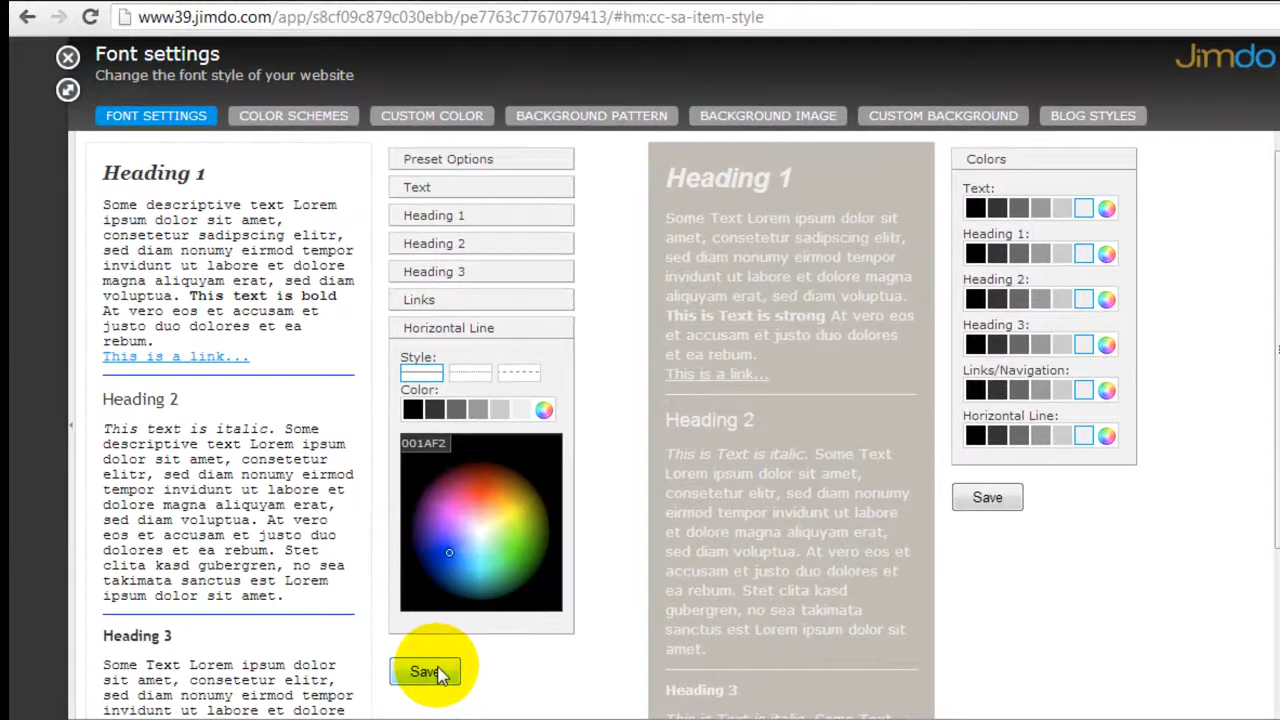 www39.jimdo.com/app/s8cf09c879c030ebb/pe7763c7767079413/#hm:cc-sa-item-style
Font settings
Change the font style of your website
Jimdo
FONT SETTINGS
COLOR SCHEMES
CUSTOM COLOR
BACKGROUND PATTERN
BACKGROUND IMAGE
CUSTOM BACKGROUND
BLOG STYLES
Heading 1
Some descriptive text Lorem
ipsum dolor sit amet,
consetetur sadipscing elitr,
sed diam nonumy eirmod tempor
invidunt ut labore et dolore
magna aliquyam erat, sed diam
voluptua. This text is bold
At vero eos et accusam et
justo duo dolores et ea
rebum.
This is a link...
Heading 2
This text is italic. Some
descriptive text Lorem ipsum
dolor sit amet, consetetur
sadipscing elitr, sed diam
nonumy eirmod tempor invidunt
ut labore et dolore magna
aliquyam erat, sed diam
voluptua. At vero eos et
accusam et justo duo dolores
et ea rebum. Stet clita kasd
gubergren, no sea takimata
sanctus est Lorem ipsum dolor
sit amet.
Heading 3
Some Text Lorem ipsum dolor
sit amet, consetetur
sadipscing elitr, sed diam
nonumy eirmod tempor
invidunt ut labore et dolore
Preset Options
Text
Heading 1
Heading 2
Heading 3
Links
Horizontal Line
Style:
Color:
001AF2
Save
Heading 1
Some Text Lorem ipsum dolor sit
amet, consetetur sadipscing elitr,
sed diam nonumy eirmod tempor
invidunt ut labore et dolore magna
aliquyam erat, sed diam voluptua.
This is Text is strong At vero eos
et accusam et justo duo dolores
et ea rebum.
This is a link...
Heading 2
This is Text is italic. Some Text
Lorem ipsum dolor sit amet,
consetetur sadipscing elitr, sed
diam nonumy eirmod tempor
invidunt ut labore et dolore magna
aliquyam erat, sed diam voluptua.
At vero eos et accusam et justo
duo dolores et ea rebum. Stet
clita kasd gubergren, no sea
takimata sanctus est Lorem ipsum
dolor sit amet.
Heading 3
This is Text is italic. Some Text
Colors
Text:
Heading 1:
Heading 2:
Heading 3:
Links/Navigation:
Horizontal Line:
Save